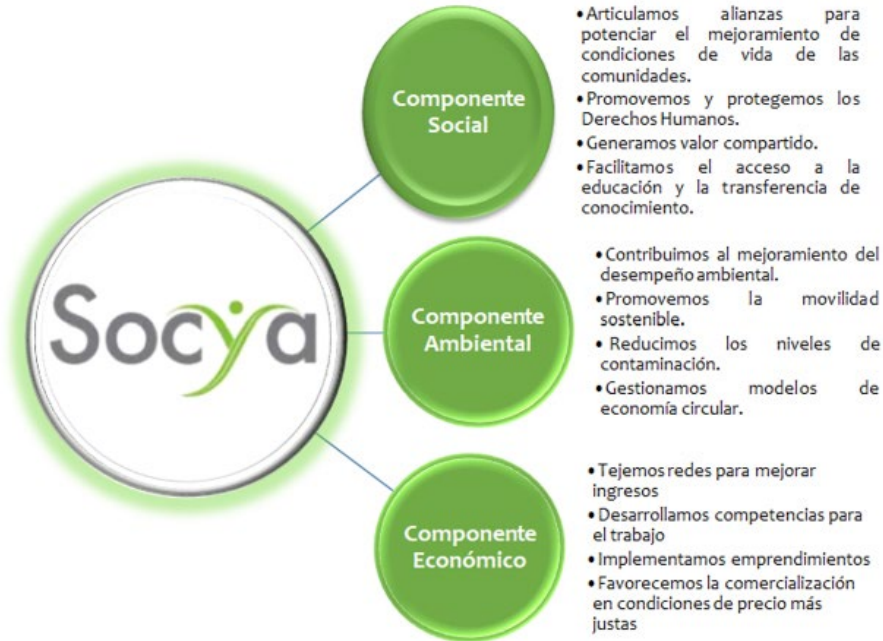 Socya
Componente
Social
• Articulamos alianzas para
potenciar el mejoramiento de
condiciones de vida de las
comunidades.
• Promovemos y protegemos los
Derechos Humanos.
• Generamos valor compartido.
• Facilitamos el acceso a la
educación y la transferencia de
conocimiento.
Componente
Ambiental
• Contribuimos al mejoramiento del
desempeño ambiental.
• Promovemos la movilidad
sostenible.
• Reducimos los niveles de
contaminación.
• Gestionamos modelos de
economía circular.
Componente
Económico
• Tejemos redes para mejorar
ingresos
• Desarrollamos competencias para
el trabajo
• Implementamos emprendimientos
• Favorecemos la comercialización
en condiciones de precio más
justas